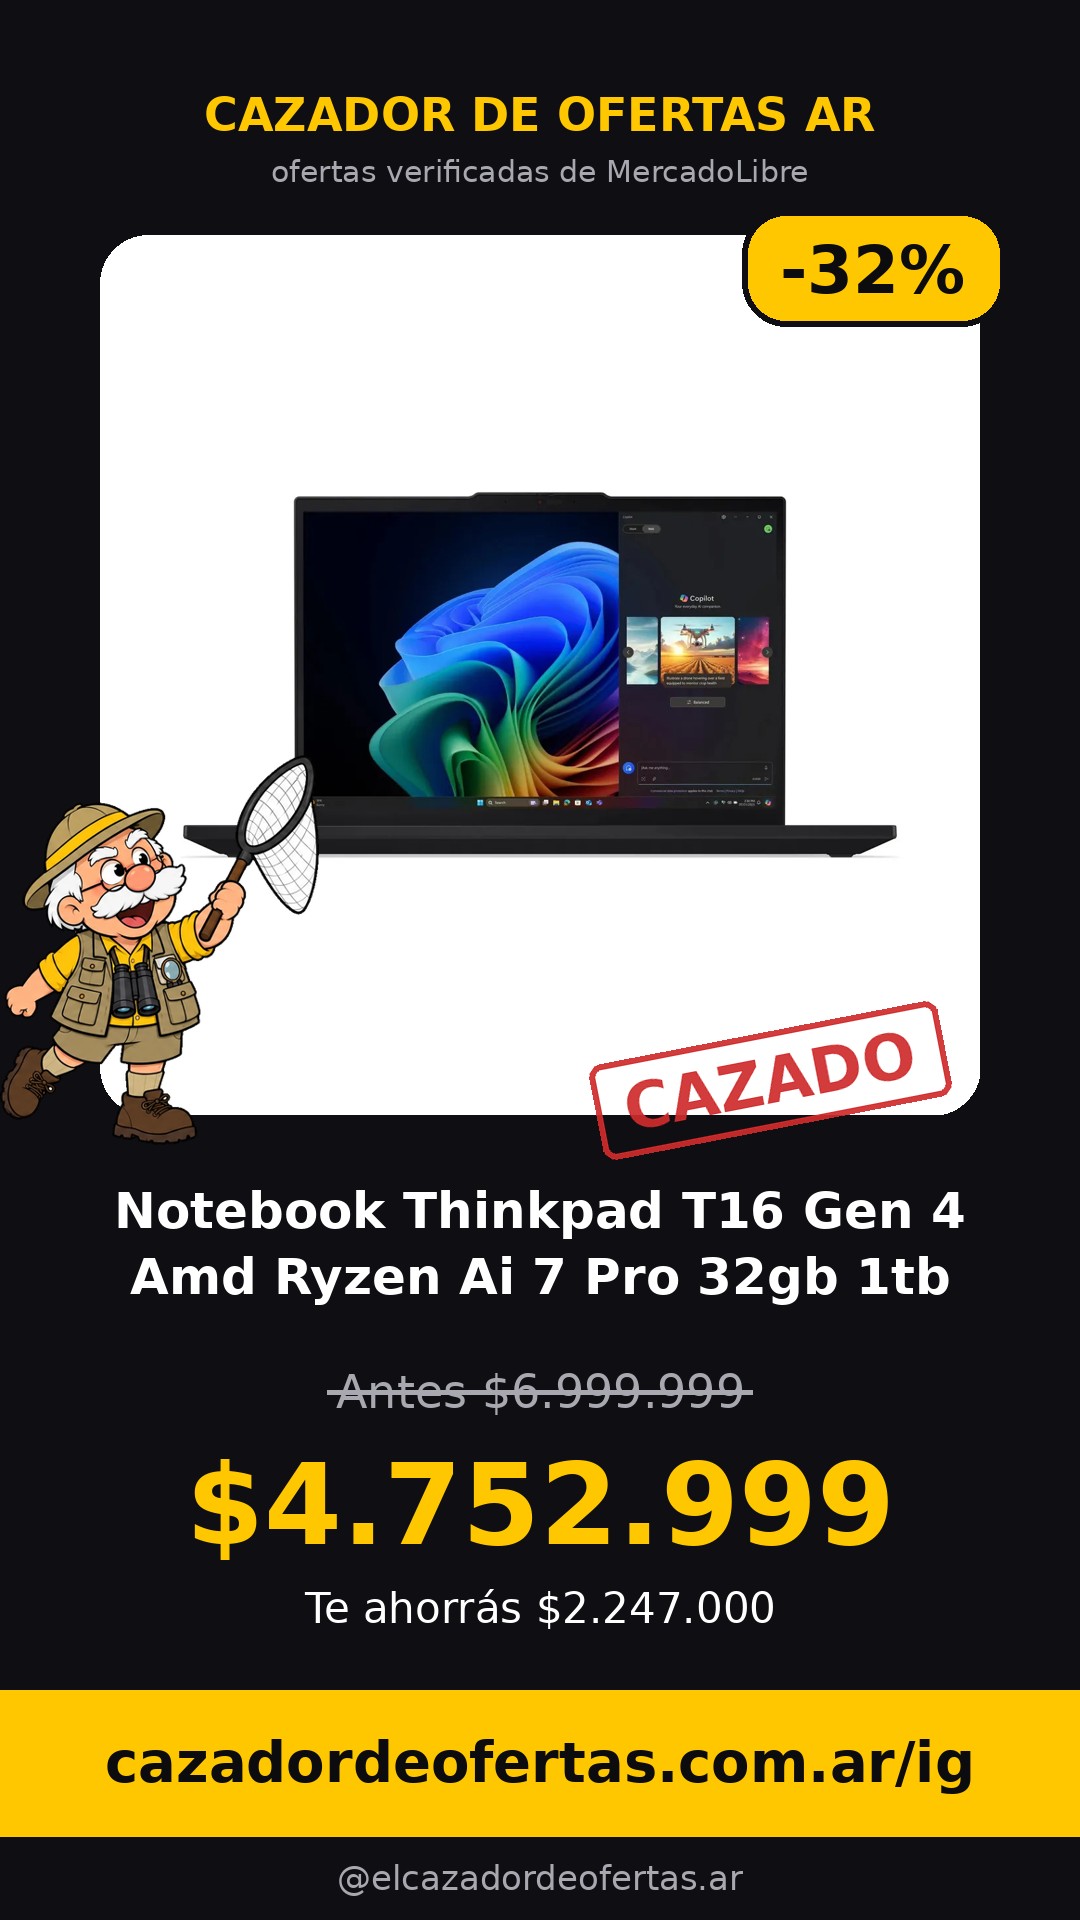 CAZADOR DE OFERTAS AR
ofertas verificadas de MercadoLibre
-32%
Copilot
Search
CAZADO
Notebook Thinkpad T16 Gen 4
Amd Ryzen Ai 7 Pro 32gb 1tb
Antes $6.999.999
$4.752.999
Te ahorrás $2.247.000
cazadordeofertas.com.ar/ig
@elcazadordeofertas.ar